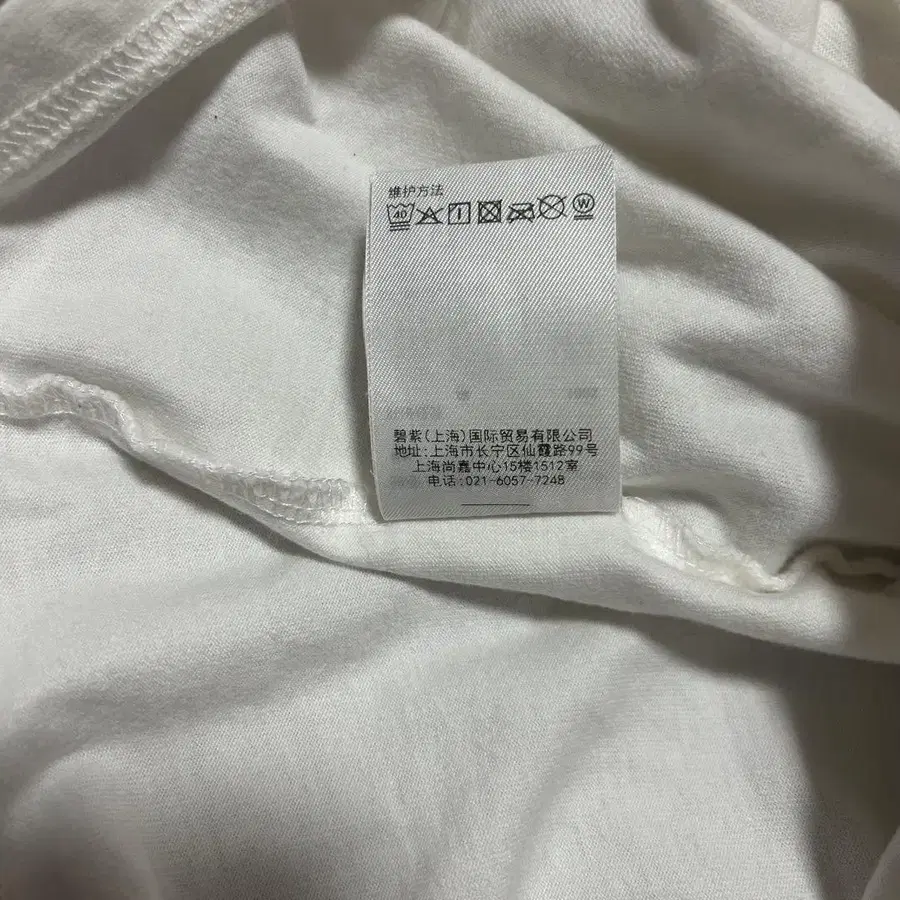 维护方法
40 W
碧紫(上海)国际贸易有限公司
地址:上海市长宁区仙霞路99号
上海尚嘉中心15楼1512室
电话:021-6057-7248